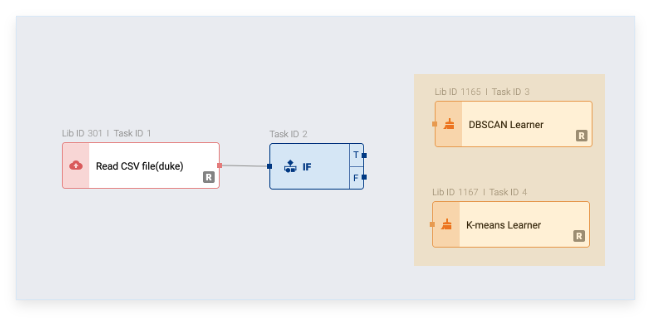 Lib ID 1165 | Task ID 3
DBSCAN Learner
R
Lib ID 301 | Task ID 1
Read CSV file(duke)
R
Task ID 2
IF
T
F
Lib ID 1167 | Task ID 4
K-means Learner
R